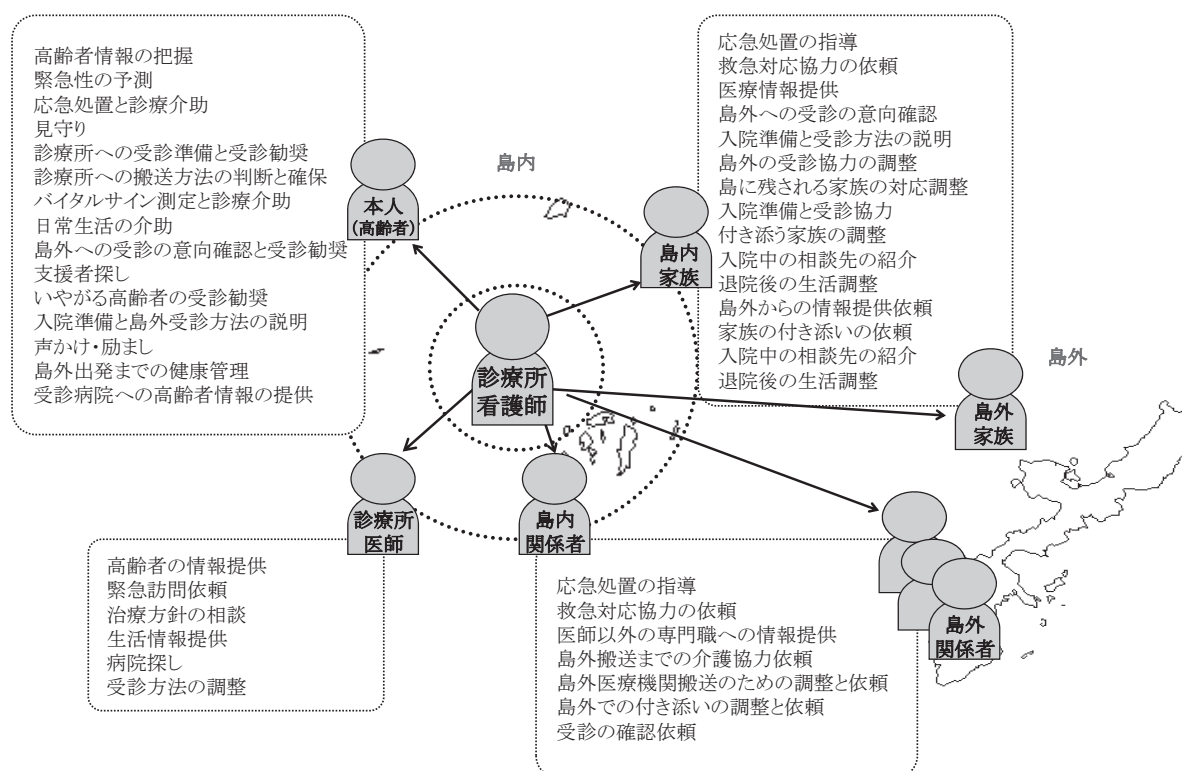 高齢者情報の把握
緊急性の予測
応急処置と診療介助
見守り
診療所への受診準備と受診勧奨
診療所への搬送方法の判断と確保
バイタルサイン測定と診療介助
日常生活の介助
島外への受診の意向確認と受診勧奨
支援者探し
いやがる高齢者の受診勧奨
入院準備と島外受診方法の説明
声かけ・励まし
島外出発までの健康管理
受診病院への高齢者情報の提供
本人
(高齢者)
島内
島内
家族
応急処置の指導
救急対応協力の依頼
医療情報提供
島外への受診の意向確認
入院準備と受診方法の説明
島外の受診協力の調整
島に残される家族の対応調整
入院準備と受診協力
付き添う家族の調整
入院中の相談先の紹介
退院後の生活調整
島外からの情報提供依頼
家族の付き添いの依頼
入院中の相談先の紹介
退院後の生活調整
島外
診療所
看護師
島外
家族
診療所
医師
島内
関係者
島外
関係者
高齢者の情報提供
緊急訪問依頼
治療方針の相談
生活情報提供
病院探し
受診方法の調整
応急処置の指導
救急対応協力の依頼
医師以外の専門職への情報提供
島外搬送までの介護協力依頼
島外医療機関搬送のための調整と依頼
島外での付き添いの調整と依頼
受診の確認依頼